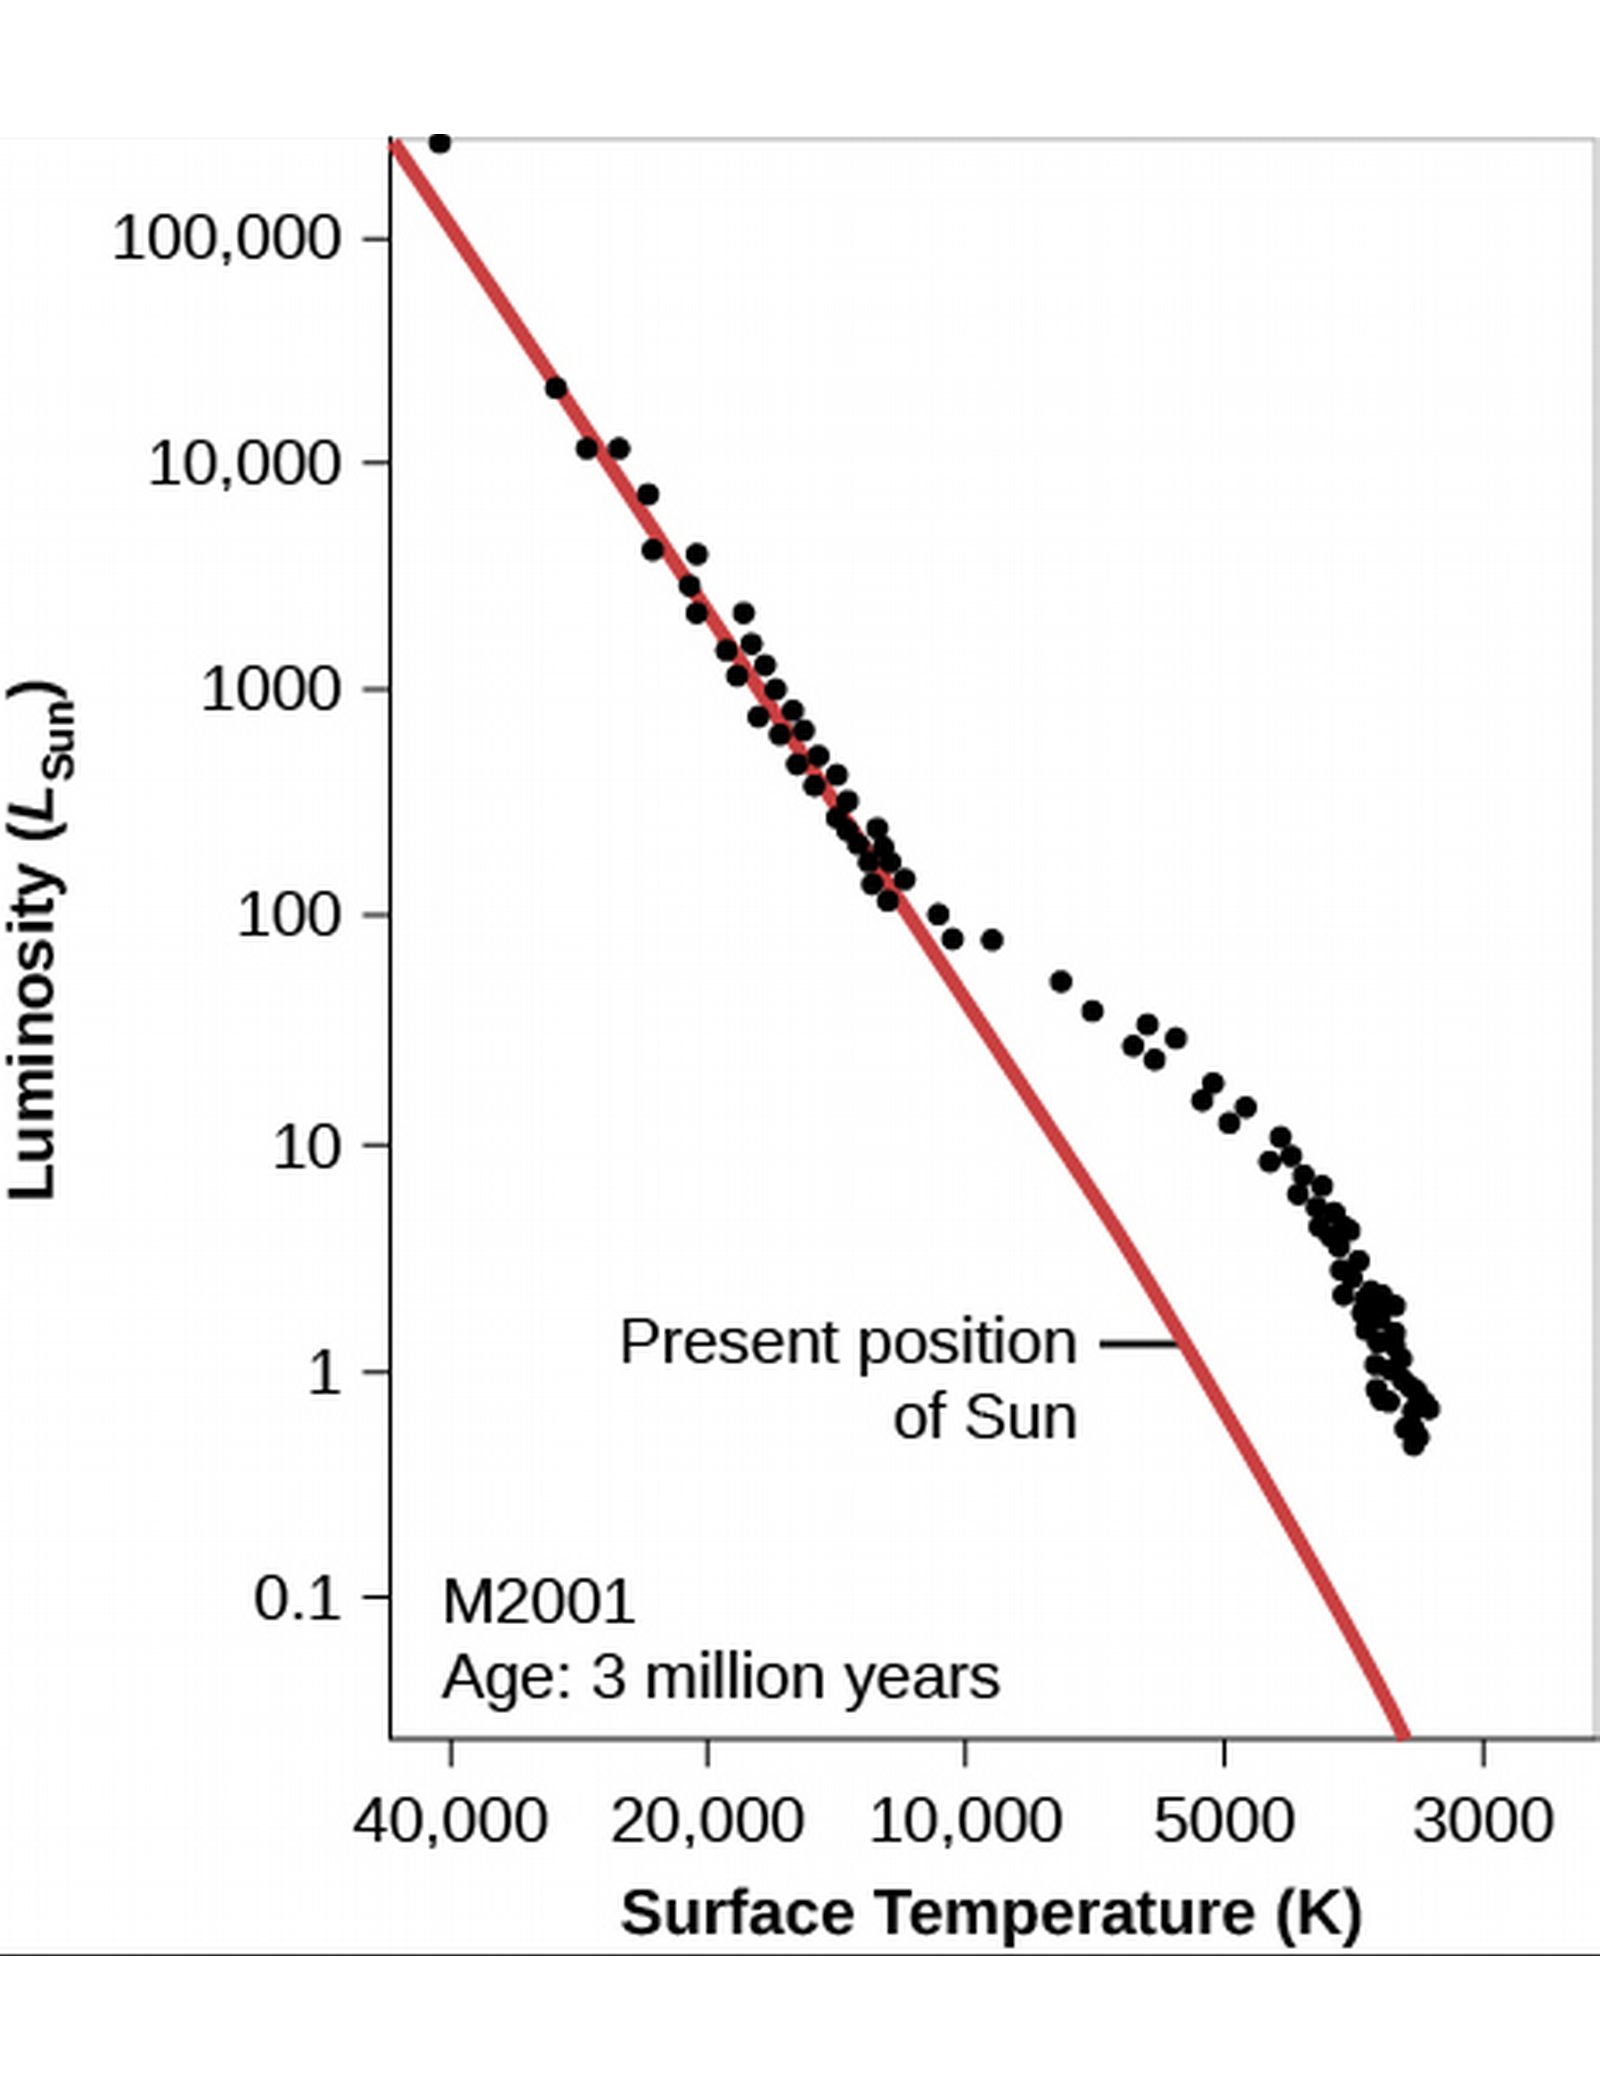 100,000
10,000
1000
100
10
1
0.1
Luminosity (LSun)
Present position
of Sun
M2001
Age: 3 million years
40,000 20,000 10,000 5000 3000
Surface Temperature (K)